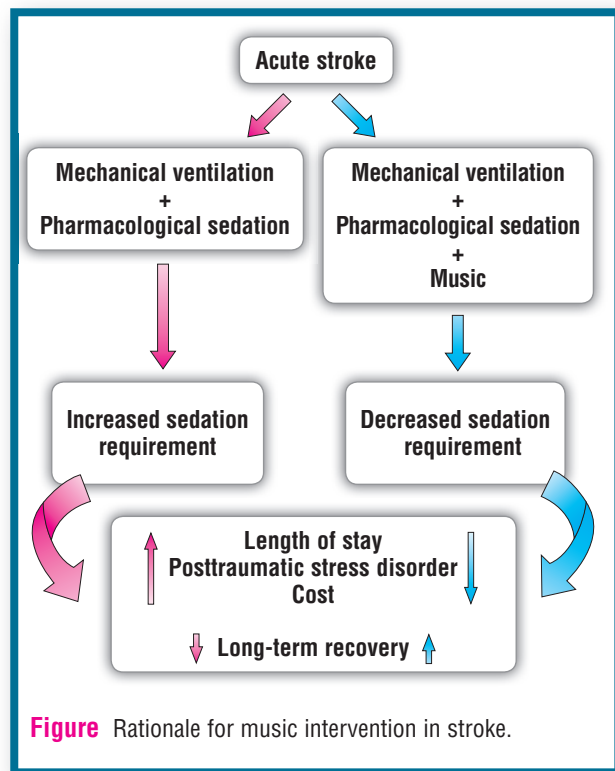 Acute stroke
Mechanical ventilation
+
Pharmacological sedation
Mechanical ventilation
+
Pharmacological sedation
+
Music
Increased sedation
requirement
Decreased sedation
requirement
Length of stay
Posttraumatic stress disorder
Cost
Long-term recovery
Figure Rationale for music intervention in stroke.